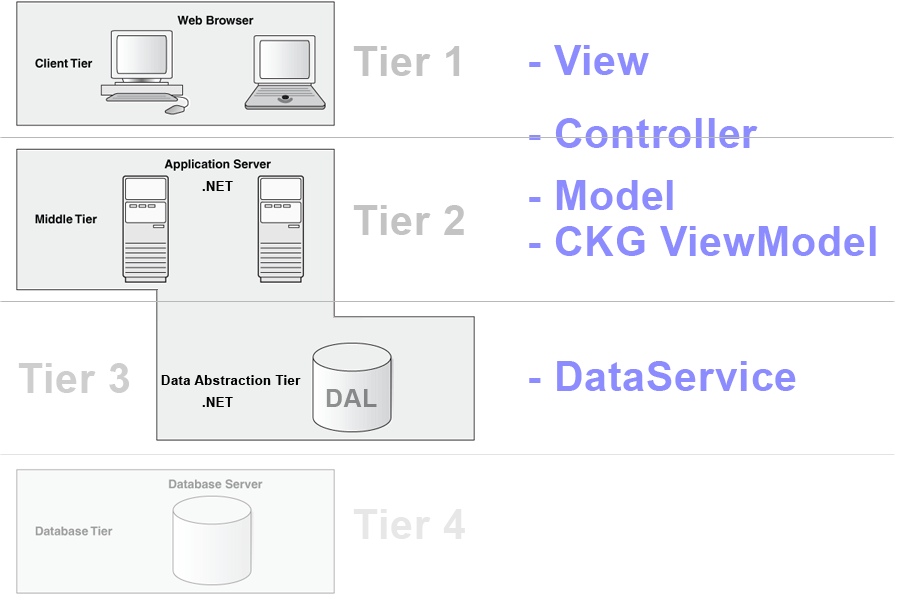 Web Browser
Client Tier
Tier 1
- View
- Controller
Application Server
.NET
Middle Tier
Tier 2
- Model
- CKG ViewModel
Tier 3
Data Abstraction Tier
.NET
DAL
- DataService
Database Server
Database Tier
Tier 4